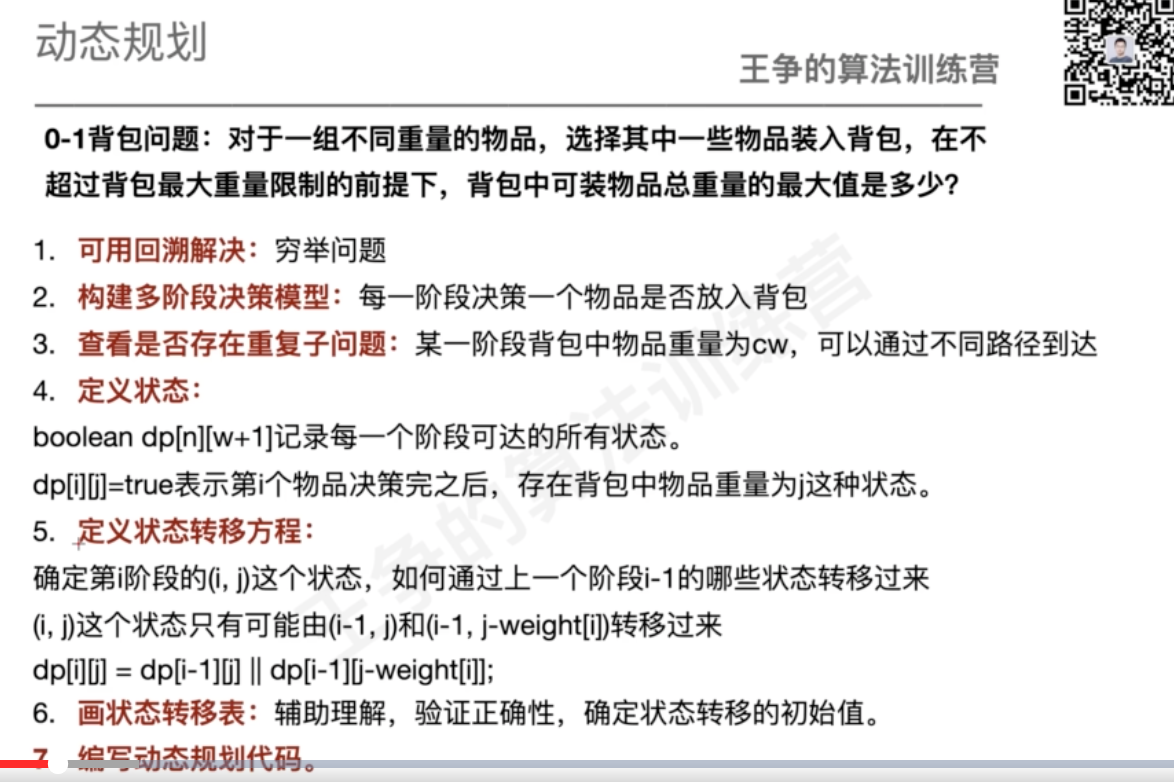 动态规划
王争的算法训练营
0-1背包问题：对于一组不同重量的物品，选择其中一些物品装入背包，在不
超过背包最大重量限制的前提下，背包中可装物品总重量的最大值是多少？
1. 可用回溯解决：穷举问题
2. 构建多阶段决策模型：每一阶段决策一个物品是否放入背包
3. 查看是否存在重复子问题：某一阶段背包中物品重量为cw，可以通过不同路径到达
4. 定义状态：
boolean dp[n][w+1]记录每一个阶段可达的所有状态。
dp[i][j]=true表示第i个物品决策完之后，存在背包中物品重量为j这种状态。
5. 定义状态转移方程：
确定第i阶段的(i, j)这个状态，如何通过上一个阶段i-1的哪些状态转移过来
(i, j)这个状态只有可能由(i-1, j)和(i-1, j-weight[i])转移过来
dp[i][j] = dp[i-1][j] || dp[i-1][j-weight[i]];
6. 画状态转移表：辅助理解，验证正确性，确定状态转移的初始值。
7. 编写动态规划代码。
王争的算法训练营